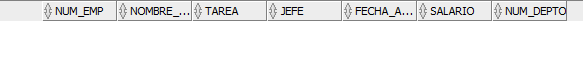 NUM_EMP NOMBRE_... TAREA JEFE FECHA_A... SALARIO NUM_DEPTO